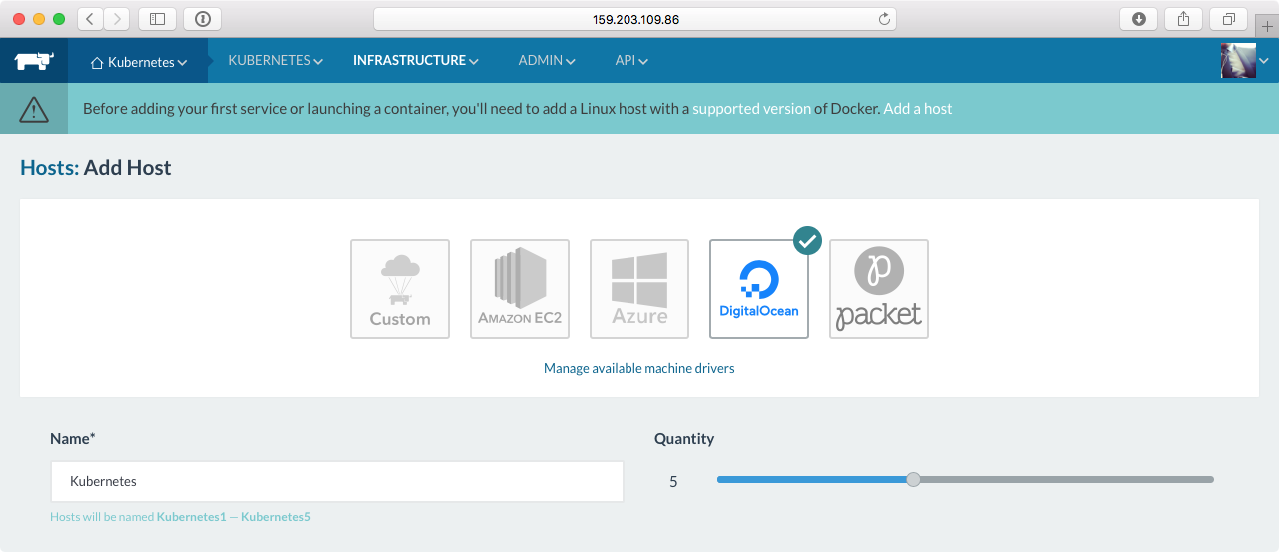 159.203.109.86
Kubernetes KUBERNETES INFRASTRUCTURE ADMIN API
Before adding your first service or launching a container, you'll need to add a Linux host with a supported version of Docker. Add a host
Hosts: Add Host
Custom AMAZON EC2 Azure DigitalOcean packet
Manage available machine drivers
Name* Quantity
Kubernetes 5
Hosts will be named Kubernetes1 — Kubernetes5